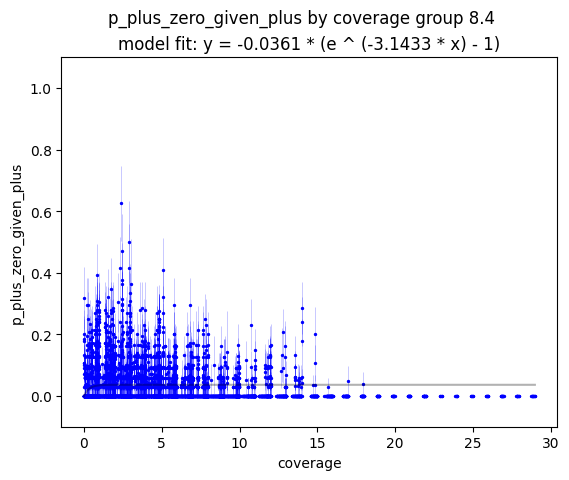 p_plus_zero_given_plus by coverage group 8.4
model fit: y = -0.0361 * (e ^ (-3.1433 * x) - 1)
1.0
0.8
0.6
0.4
0.2
0.0
p_plus_zero_given_plus
0 5 10 15 20 25 30
coverage